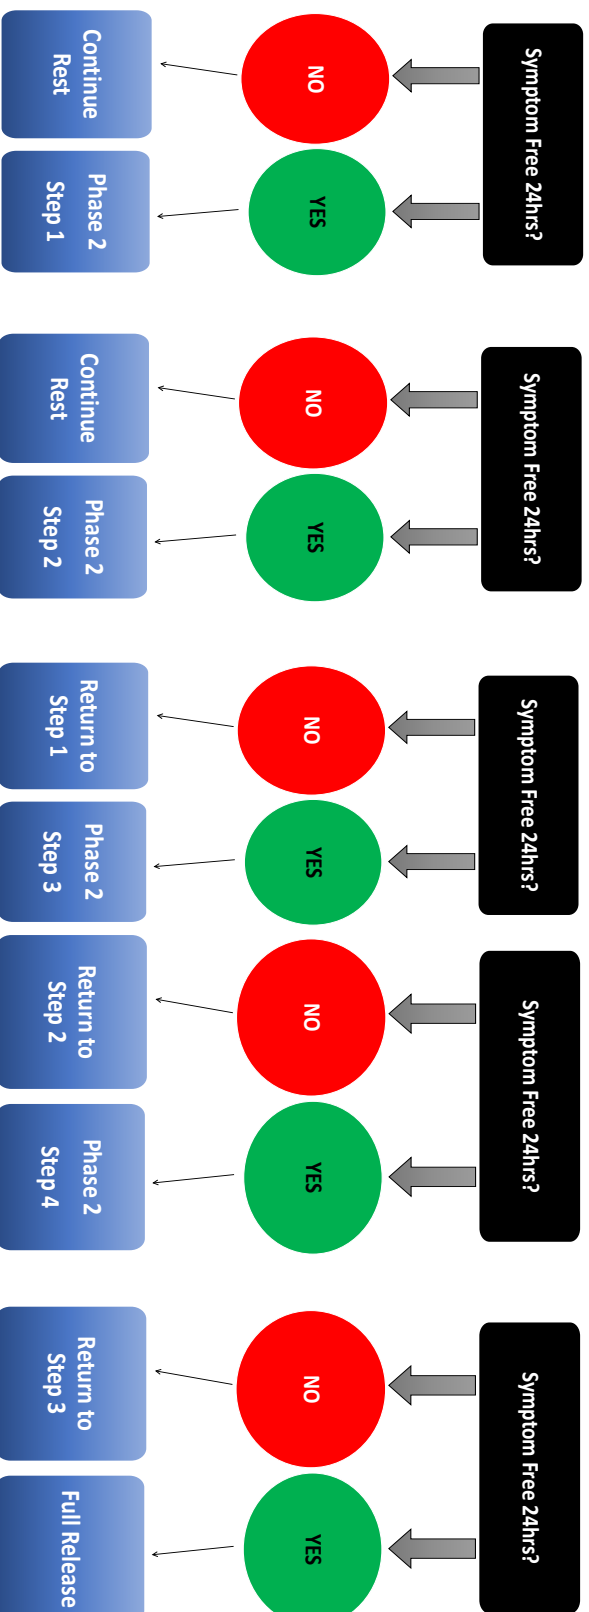 Symptom Free 24hrs?
NO
YES
Continue
Rest
Phase 2
Step 1
Symptom Free 24hrs?
NO
YES
Continue
Rest
Phase 2
Step 2
Symptom Free 24hrs?
NO
YES
Return to
Step 1
Phase 2
Step 3
Symptom Free 24hrs?
NO
YES
Return to
Step 2
Phase 2
Step 4
Symptom Free 24hrs?
NO
YES
Return to
Step 3
Full Release